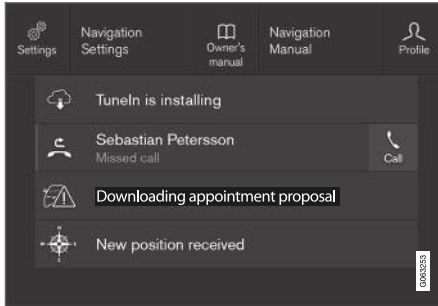 Settings
Navigation
Settings
Owner's
manual
Navigation
Manual
Profile
TuneIn is installing
Sebastian Petersson
Missed call
Call
Downloading appointment proposal
New position received
G063253